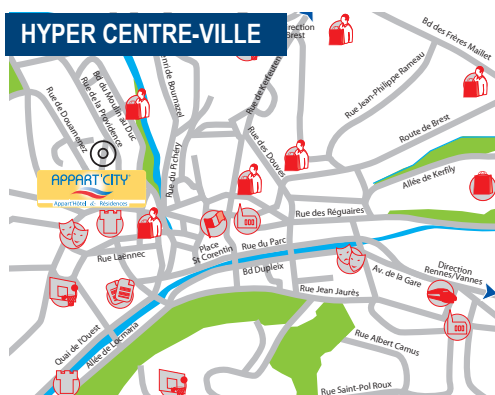 HYPER CENTRE-VILLE
Direction
Brest
Bd des Frères Maillet
Rue de Kerfeuteun
Rue Jean-Philippe Rameau
Bd du Moulin au Duc
Rue de la Providence
Rue de Douarnenez
Rue des Douves
Route de Brest
Rue du Pichéry
Allée de Kerfily
APPART'CITY
Appart'Hôtel & Résidences
Rue des Réguaires
Place
St Corentin
Rue du Parc
Rue Laënnec
Bd Dupleix
Av. de la Gare
Direction
Rennes/Vannes
Rue Jean Jaurès
Quai de l'Ouest
Allée de Locmaria
Rue Albert Camus
Rue Saint-Pol Roux